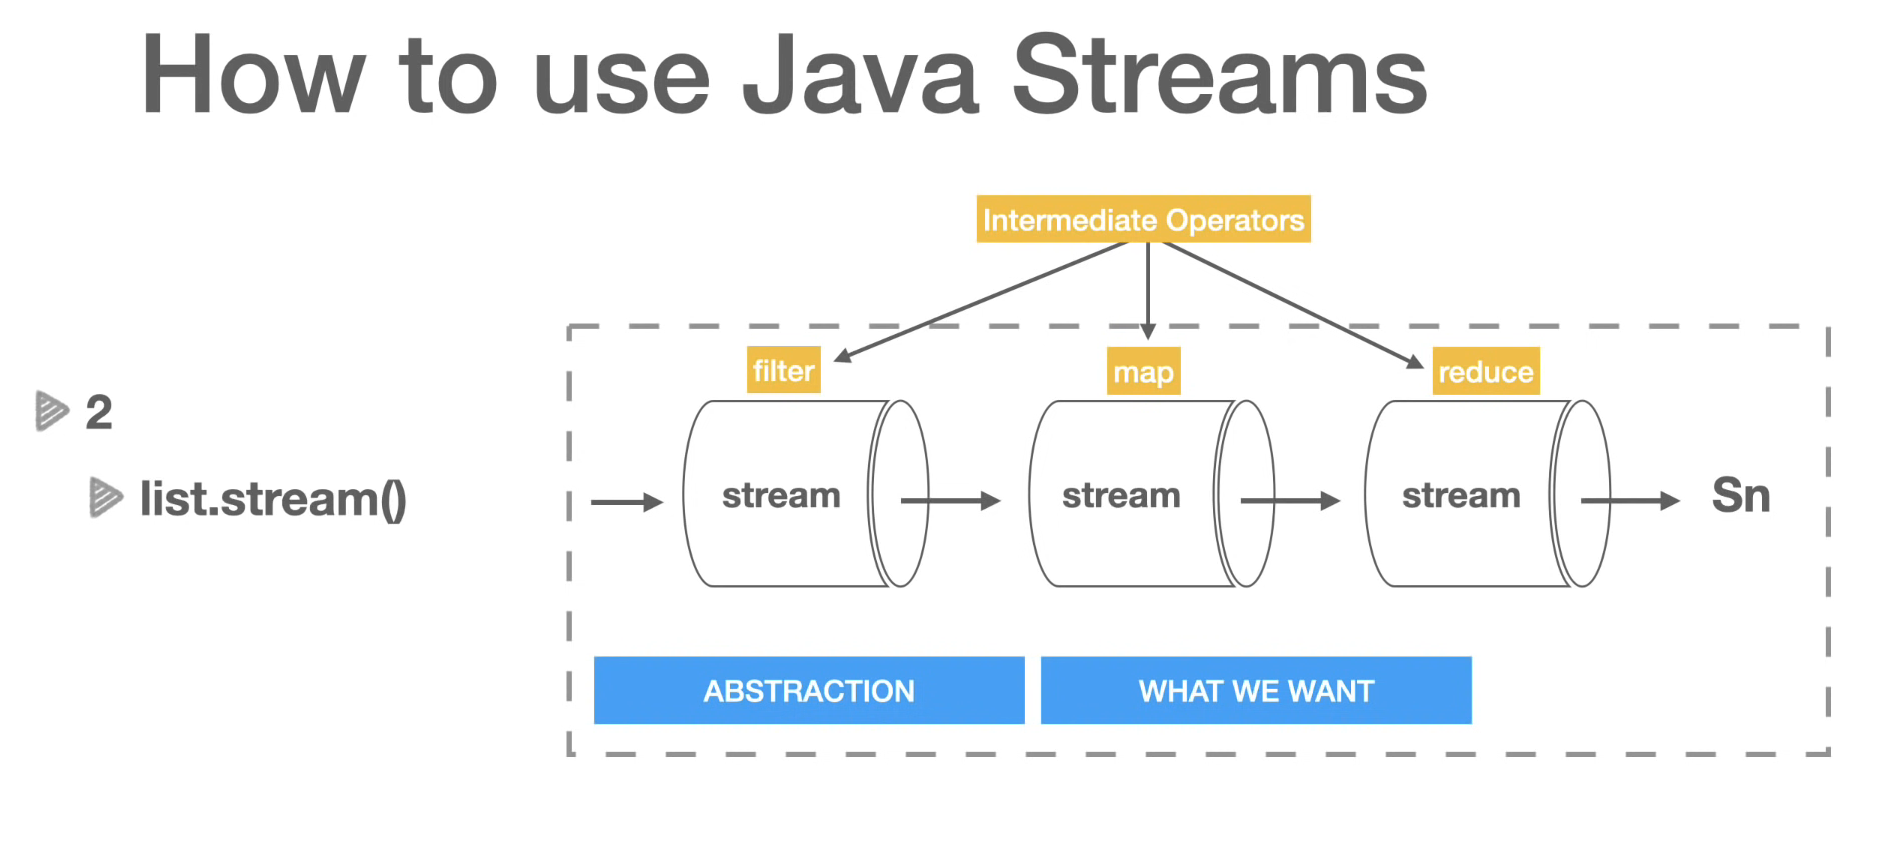 How to use Java Streams
Intermediate Operators
filter
map
reduce
2
list.stream()
stream
stream
stream
Sn
ABSTRACTION
WHAT WE WANT